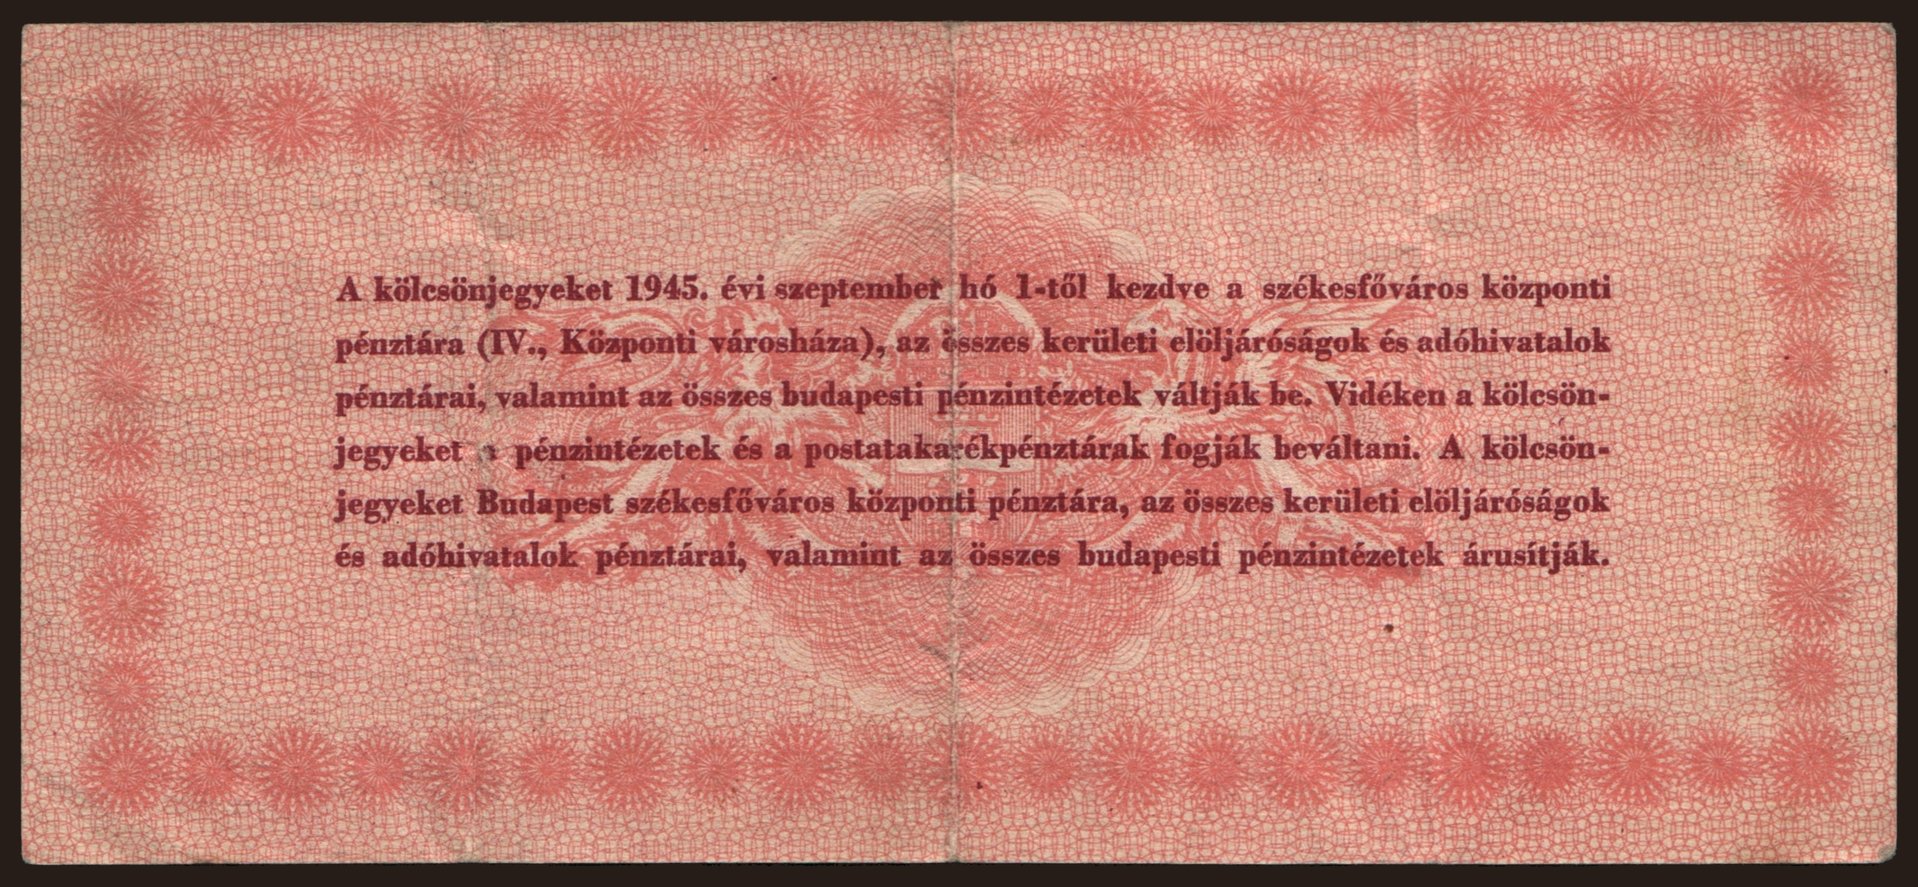 A kölcsönjegyeket 1945. évi szeptember hó 1-től kezdve a székesfőváros központi
pénztára (IV., Központi városháza), az összes kerületi elöljáróságok és adóhivatalok
pénztárai, valamint az összes budapesti pénzintézetek váltják be. Vidéken a kölcsön-
jegyeket a pénzintézetek és a postatakarékpénztárak fogják beváltani. A kölcsön-
jegyeket Budapest székesfőváros központi pénztára, az összes kerületi elöljáróságok
és adóhivatalok pénztárai, valamint az összes budapesti pénzintézetek árusítják.